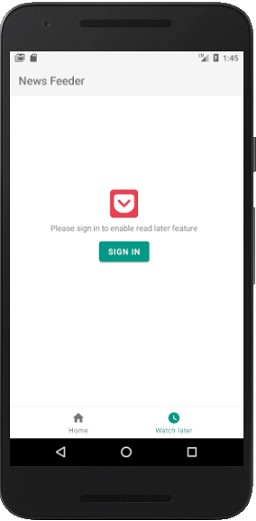 1:45
News Feeder
Please sign in to enable read later feature
SIGN IN
Home
Watch later